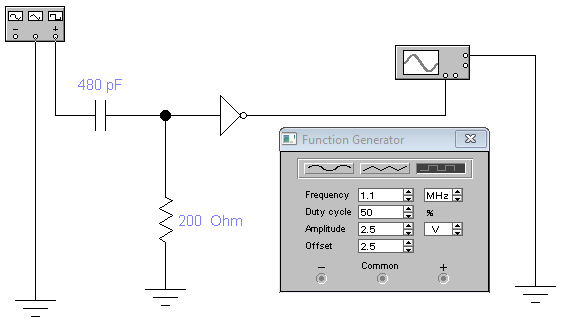 − +
480 pF
200 Ohm
Function Generator
Frequency 1.1 MHz
Duty cycle 50 %
Amplitude 2.5 V
Offset 2.5
− Common +